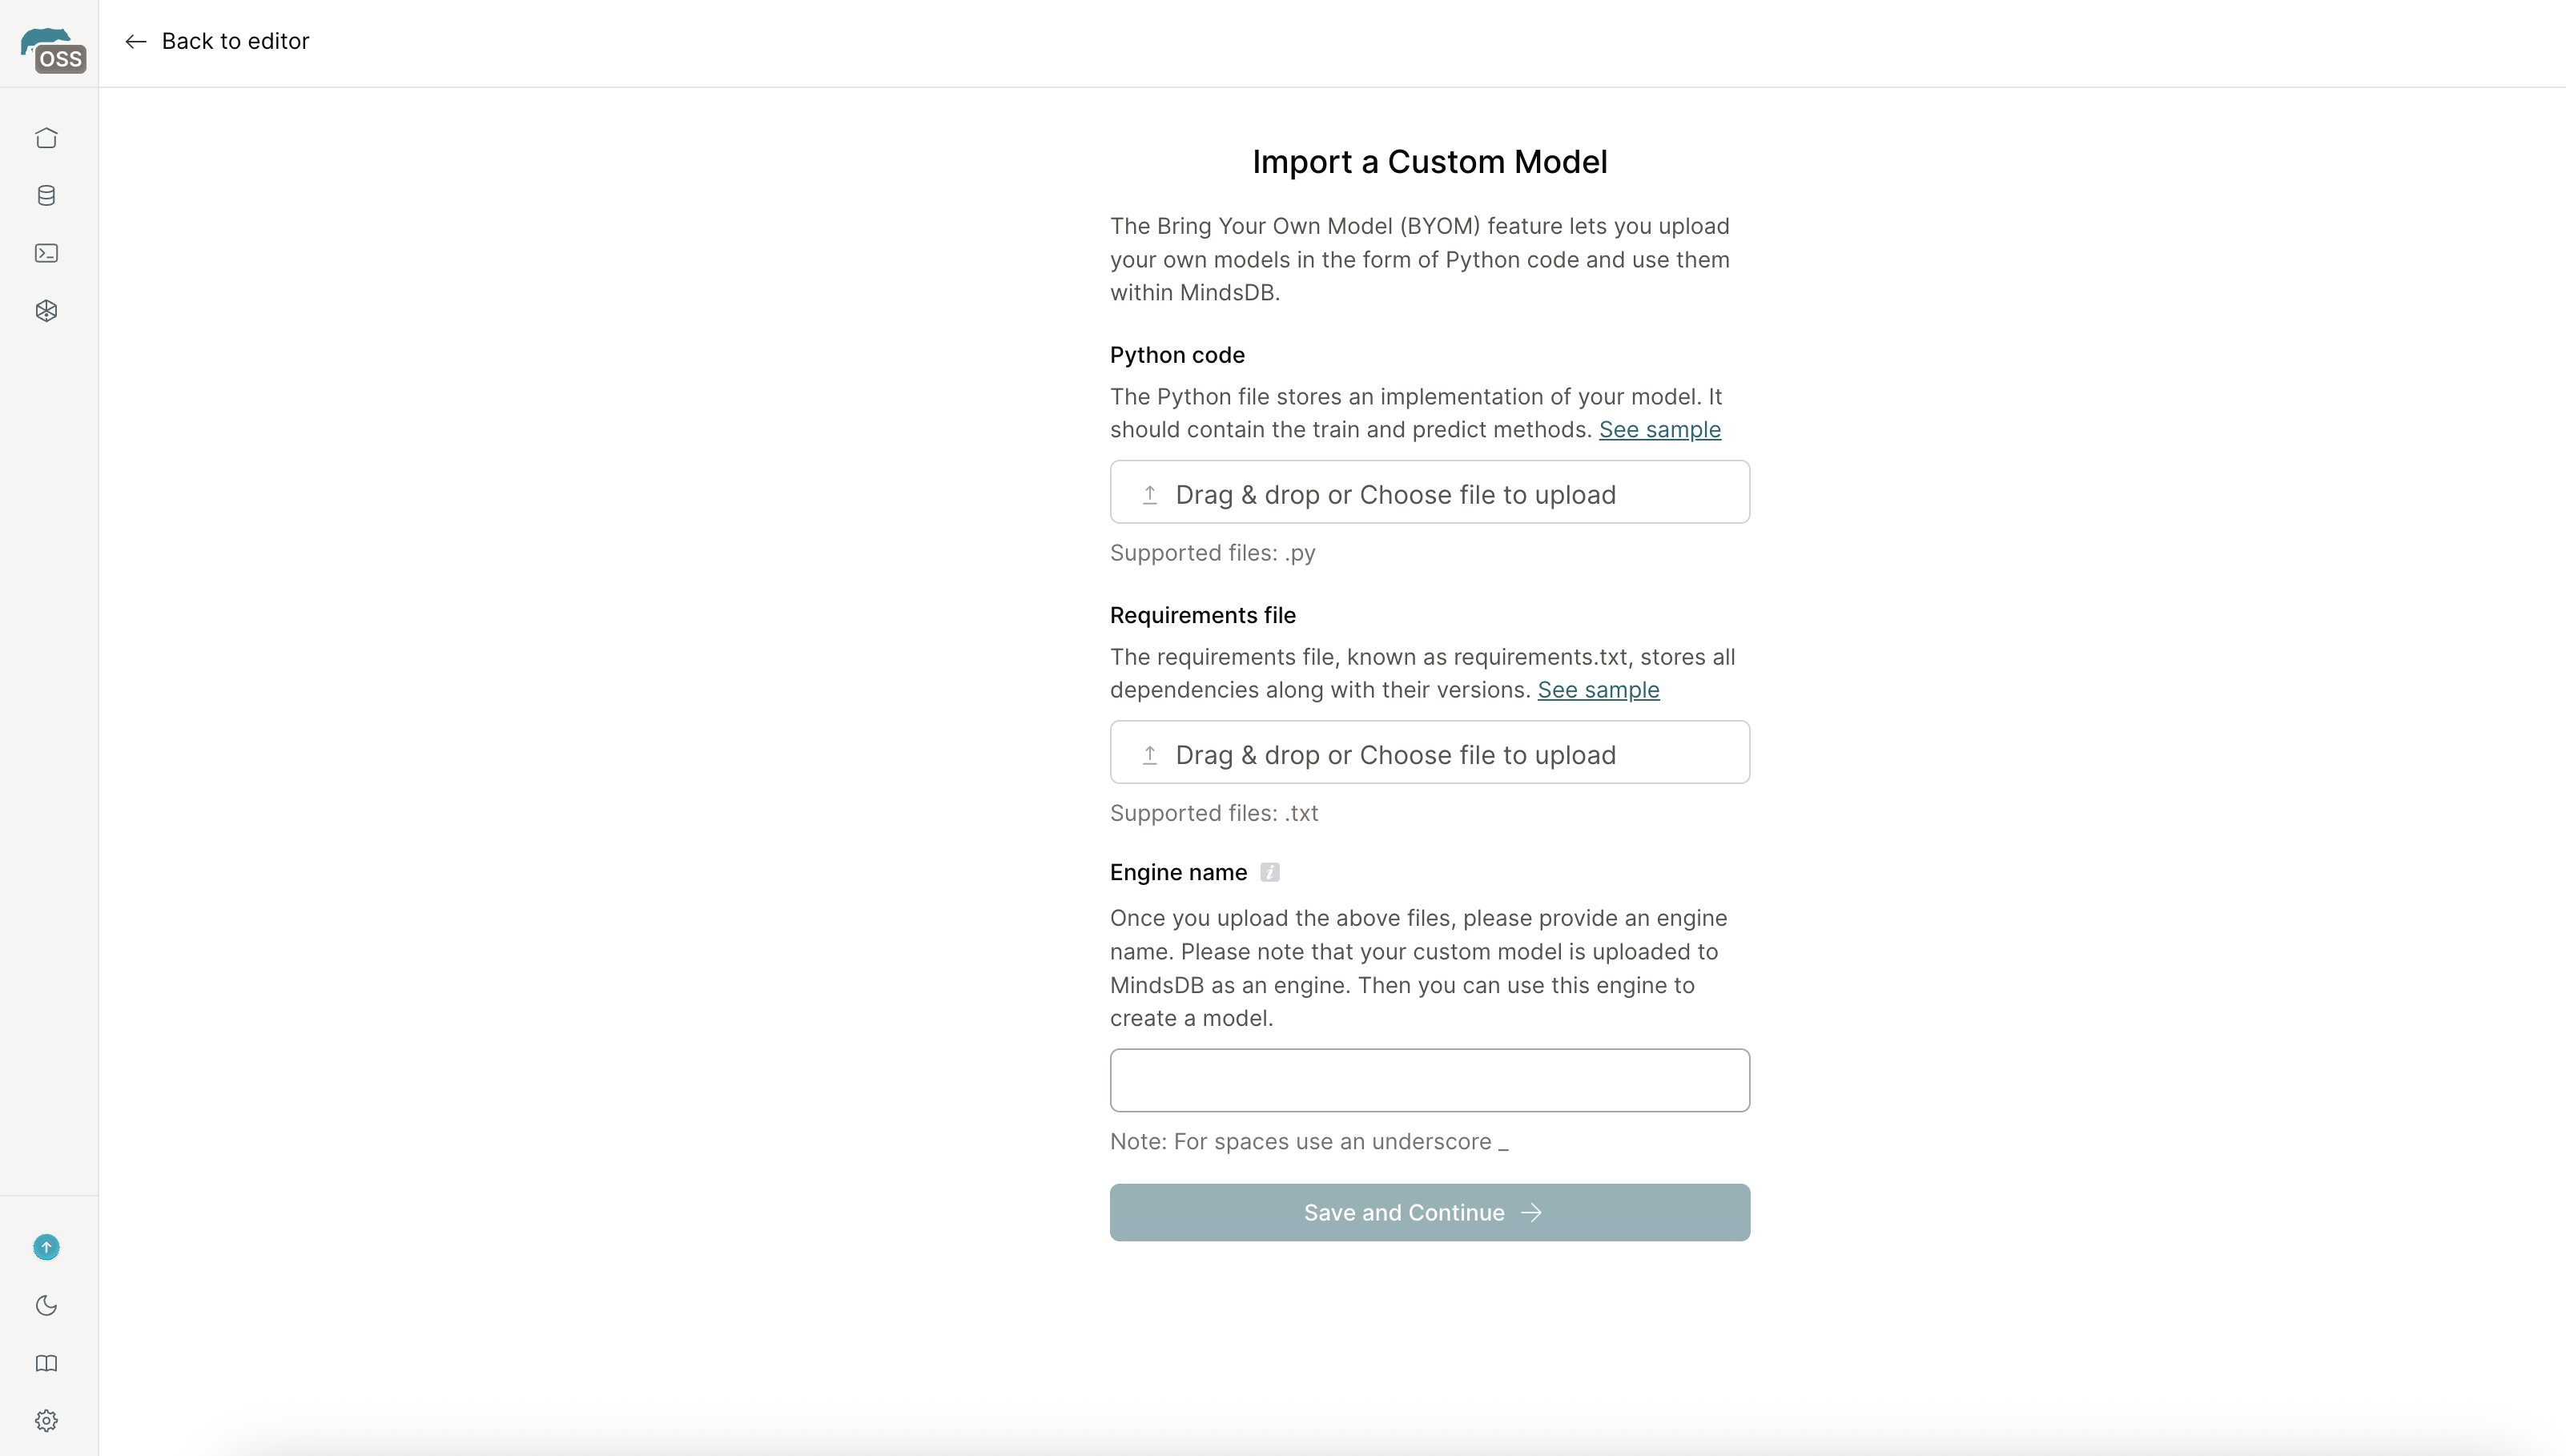 OSS
Back to editor
Import a Custom Model
The Bring Your Own Model (BYOM) feature lets you upload
your own models in the form of Python code and use them
within MindsDB.
Python code
The Python file stores an implementation of your model. It
should contain the train and predict methods. See sample
Drag & drop or Choose file to upload
Supported files: .py
Requirements file
The requirements file, known as requirements.txt, stores all
dependencies along with their versions. See sample
Drag & drop or Choose file to upload
Supported files: .txt
Engine name i
Once you upload the above files, please provide an engine
name. Please note that your custom model is uploaded to
MindsDB as an engine. Then you can use this engine to
create a model.
Note: For spaces use an underscore _
Save and Continue